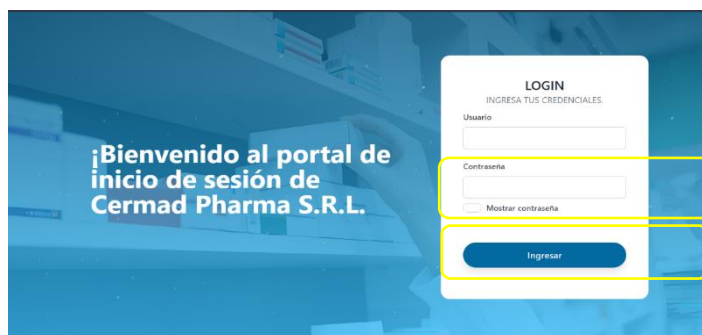 ¡Bienvenido al portal de
inicio de sesión de
Cermad Pharma S.R.L.
LOGIN
INGRESA TUS CREDENCIALES.
Usuario
Contraseña
Mostrar contraseña
Ingresar